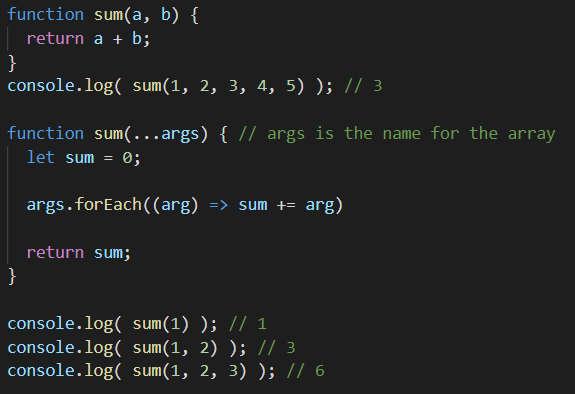 function sum(a, b) {
  return a + b;
}
console.log( sum(1, 2, 3, 4, 5) ); // 3

function sum(...args) { // args is the name for the array
  let sum = 0;

  args.forEach((arg) => sum += arg)

  return sum;
}

console.log( sum(1) ); // 1
console.log( sum(1, 2) ); // 3
console.log( sum(1, 2, 3) ); // 6